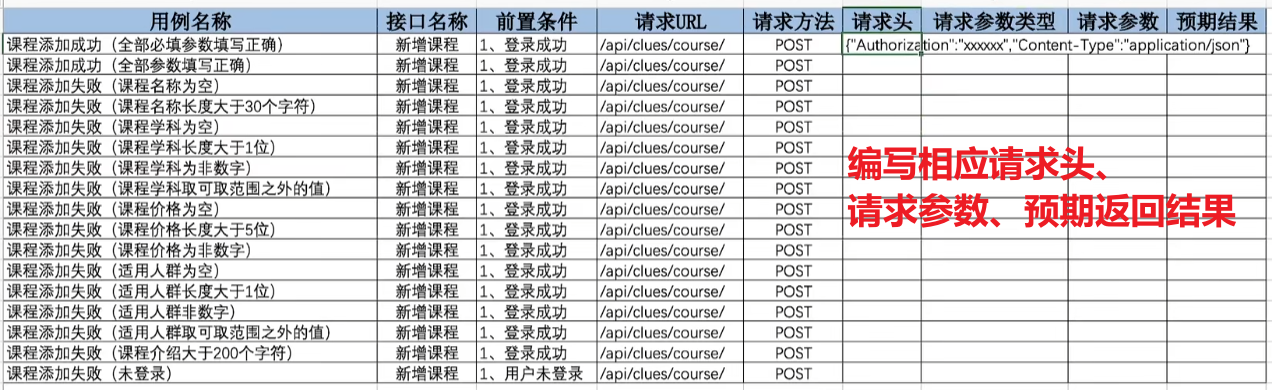 用例名称 接口名称 前置条件 请求URL 请求方法 请求头 请求参数类型 请求参数 预期结果
课程添加成功（全部必填参数填写正确） 新增课程 1、登录成功 /api/clues/course/ POST {"Authorization":"xxxxxx","Content-Type":"application/json"}
课程添加成功（全部参数填写正确） 新增课程 1、登录成功 /api/clues/course/ POST
课程添加失败（课程名称为空） 新增课程 1、登录成功 /api/clues/course/ POST
课程添加失败（课程名称长度大于30个字符） 新增课程 1、登录成功 /api/clues/course/ POST
课程添加失败（课程学科为空） 新增课程 1、登录成功 /api/clues/course/ POST
课程添加失败（课程学科长度大于1位） 新增课程 1、登录成功 /api/clues/course/ POST
课程添加失败（课程学科为非数字） 新增课程 1、登录成功 /api/clues/course/ POST
课程添加失败（课程学科取可取范围之外的值） 新增课程 1、登录成功 /api/clues/course/ POST
课程添加失败（课程价格为空） 新增课程 1、登录成功 /api/clues/course/ POST
课程添加失败（课程价格长度大于5位） 新增课程 1、登录成功 /api/clues/course/ POST
课程添加失败（课程价格为非数字） 新增课程 1、登录成功 /api/clues/course/ POST
课程添加失败（适用人群为空） 新增课程 1、登录成功 /api/clues/course/ POST
课程添加失败（适用人群长度大于1位） 新增课程 1、登录成功 /api/clues/course/ POST
课程添加失败（适用人群非数字） 新增课程 1、登录成功 /api/clues/course/ POST
课程添加失败（适用人群取可取范围之外的值） 新增课程 1、登录成功 /api/clues/course/ POST
课程添加失败（课程介绍大于200个字符） 新增课程 1、登录成功 /api/clues/course/ POST
课程添加失败（未登录） 新增课程 1、用户未登录 /api/clues/course/ POST
编写相应请求头、
请求参数、预期返回结果